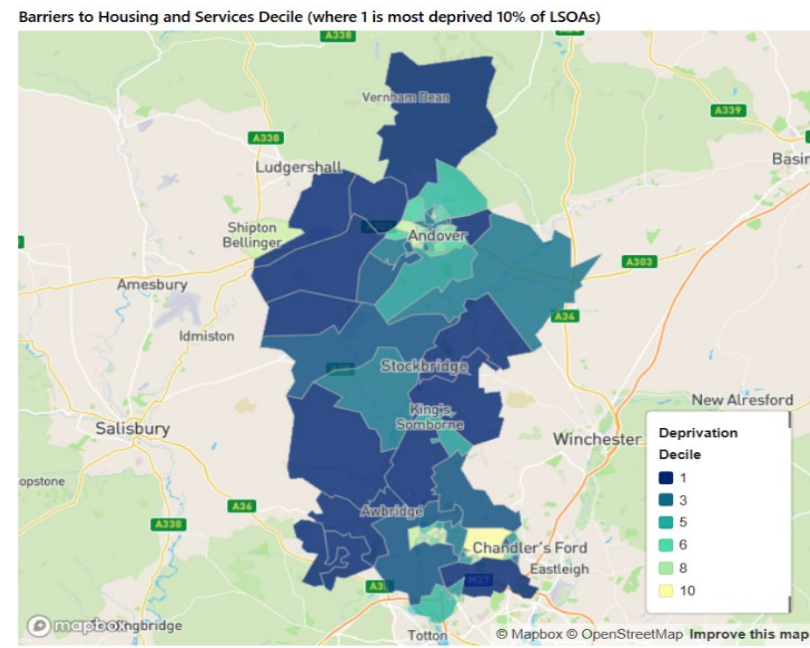 Barriers to Housing and Services Decile (where 1 is most deprived 10% of LSOAs)
A338
Vernham Dean
A339
A338
Basin
Ludgershall
Shipton
Bellinger
Andover
A303
Amesbury
A34
Idmiston
Stockbridge
New Alresford
King's
Somborne
Salisbury
Winchester
Deprivation
Decile
1
3
5
6
8
10
opstone
A36
Awbridge
A338
Chandler's Ford
Eastleigh
M27
mapbox
ngbridge
Totton
© Mapbox © OpenStreetMap Improve this map